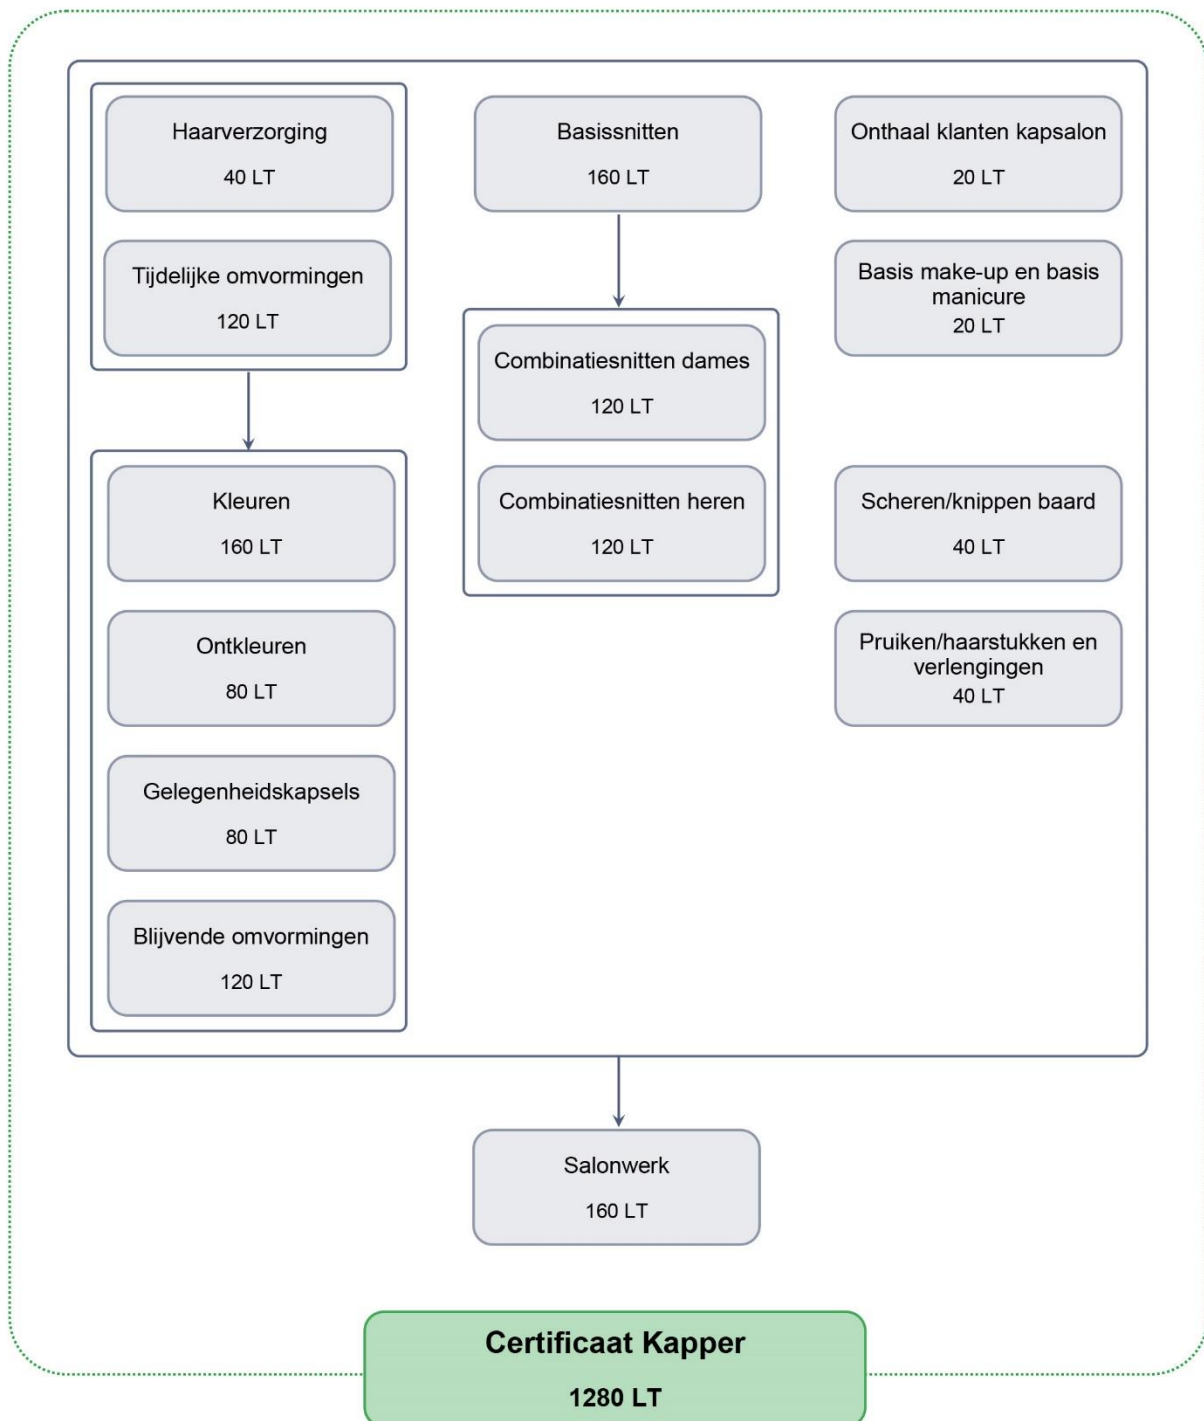 Haarverzorging
40 LT
Tijdelijke omvormingen
120 LT
Kleuren
160 LT
Ontkleuren
80 LT
Gelegenheidskapsels
80 LT
Blijvende omvormingen
120 LT
Basissnitten
160 LT
Combinatiesnitten dames
120 LT
Combinatiesnitten heren
120 LT
Onthaal klanten kapsalon
20 LT
Basis make-up en basis
manicure
20 LT
Scheren/knippen baard
40 LT
Pruiken/haarstukken en
verlengingen
40 LT
Salonwerk
160 LT
Certificaat Kapper
1280 LT